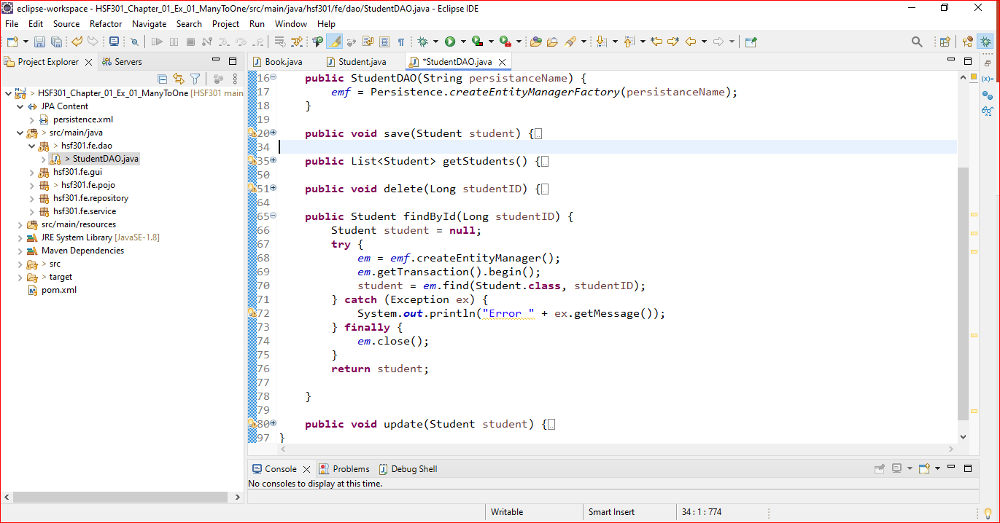 eclipse-workspace - HSF301_Chapter_01_Ex_01_ManyToOne/src/main/java/hsf301/fe/dao/StudentDAO.java - Eclipse IDE
File Edit Source Refactor Navigate Search Project Run Window Help
Project Explorer Servers
HSF301_Chapter_01_Ex_01_ManyToOne [HSF301 main
JPA Content
persistence.xml
src/main/java
hsf301.fe.dao
StudentDAO.java
hsf301.fe.gui
hsf301.fe.pojo
hsf301.fe.repository
hsf301.fe.service
src/main/resources
JRE System Library [JavaSE-1.8]
Maven Dependencies
src
target
pom.xml
Book.java Student.java *StudentDAO.java
16 public StudentDAO(String persistanceName) {
17 emf = Persistence.createEntityManagerFactory(persistanceName);
18 }
19
20 public void save(Student student) {
34
35 public List<Student> getStudents() {
50
51 public void delete(Long studentID) {
64
65 public Student findById(Long studentID) {
66 Student student = null;
67 try {
68 em = emf.createEntityManager();
69 em.getTransaction().begin();
70 student = em.find(Student.class, studentID);
71 } catch (Exception ex) {
72 System.out.println("Error " + ex.getMessage());
73 } finally {
74 em.close();
75 }
76 return student;
77
78 }
79
80 public void update(Student student) {
97 }
Console Problems Debug Shell
No consoles to display at this time.
Writable Smart Insert 34 : 1 : 774